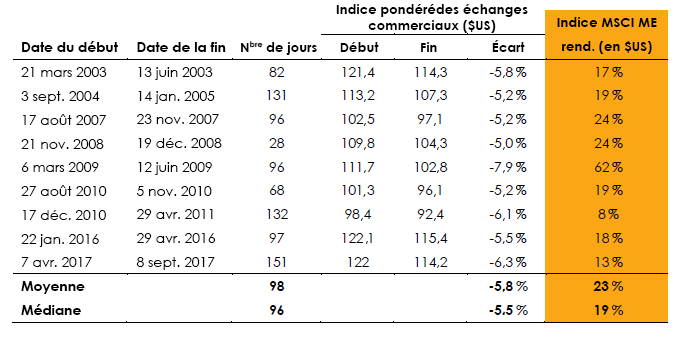 Indice pondérédes échanges commerciaux ($US)
Indice MSCI ME rend. (en $US)
Date du début Date de la fin Nbre de jours Début Fin Écart
21 mars 2003 13 juin 2003 82 121,4 114,3 -5,8% 17%
3 sept. 2004 14 jan. 2005 131 113,2 107,3 -5,2% 19%
17 août 2007 23 nov. 2007 96 102,5 97,1 -5,2% 24%
21 nov. 2008 19 déc. 2008 28 109,8 104,3 -5,0% 24%
6 mars 2009 12 juin 2009 96 111,7 102,8 -7,9% 62%
27 août 2010 5 nov. 2010 68 101,3 96,1 -5,2% 19%
17 déc. 2010 29 avr. 2011 132 98,4 92,4 -6,1% 8%
22 jan. 2016 29 avr. 2016 97 122,1 115,4 -5,5% 18%
7 avr. 2017 8 sept. 2017 151 122 114,2 -6,3% 13%
Moyenne 98 -5,8% 23%
Médiane 96 -5,5% 19%